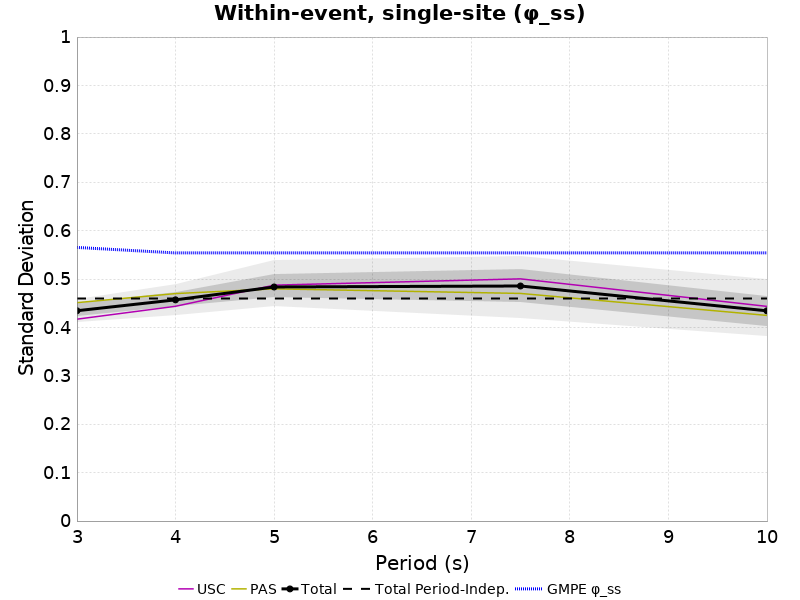 Within-event, single-site (φ_ss)
Standard Deviation
1
0.9
0.8
0.7
0.6
0.5
0.4
0.3
0.2
0.1
0
3 4 5 6 7 8 9 10
Period (s)
USC PAS Total Total Period-Indep. GMPE φ_ss